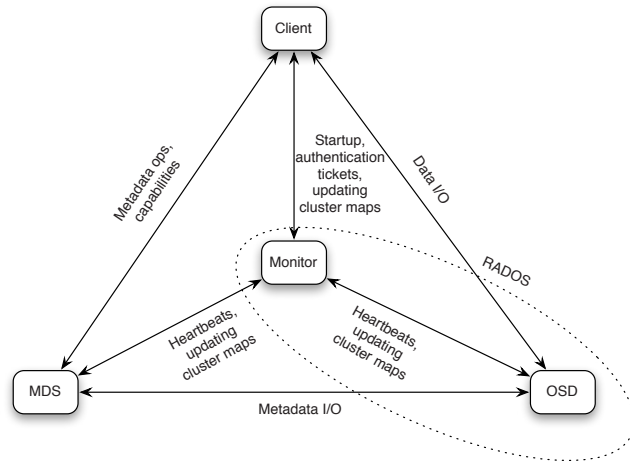 Client
Startup,
authentication
tickets,
updating
cluster maps
Metadata ops,
capabilities
Data I/O
Monitor
RADOS
Heartbeats,
updating
cluster maps
Heartbeats,
updating
cluster maps
MDS
OSD
Metadata I/O